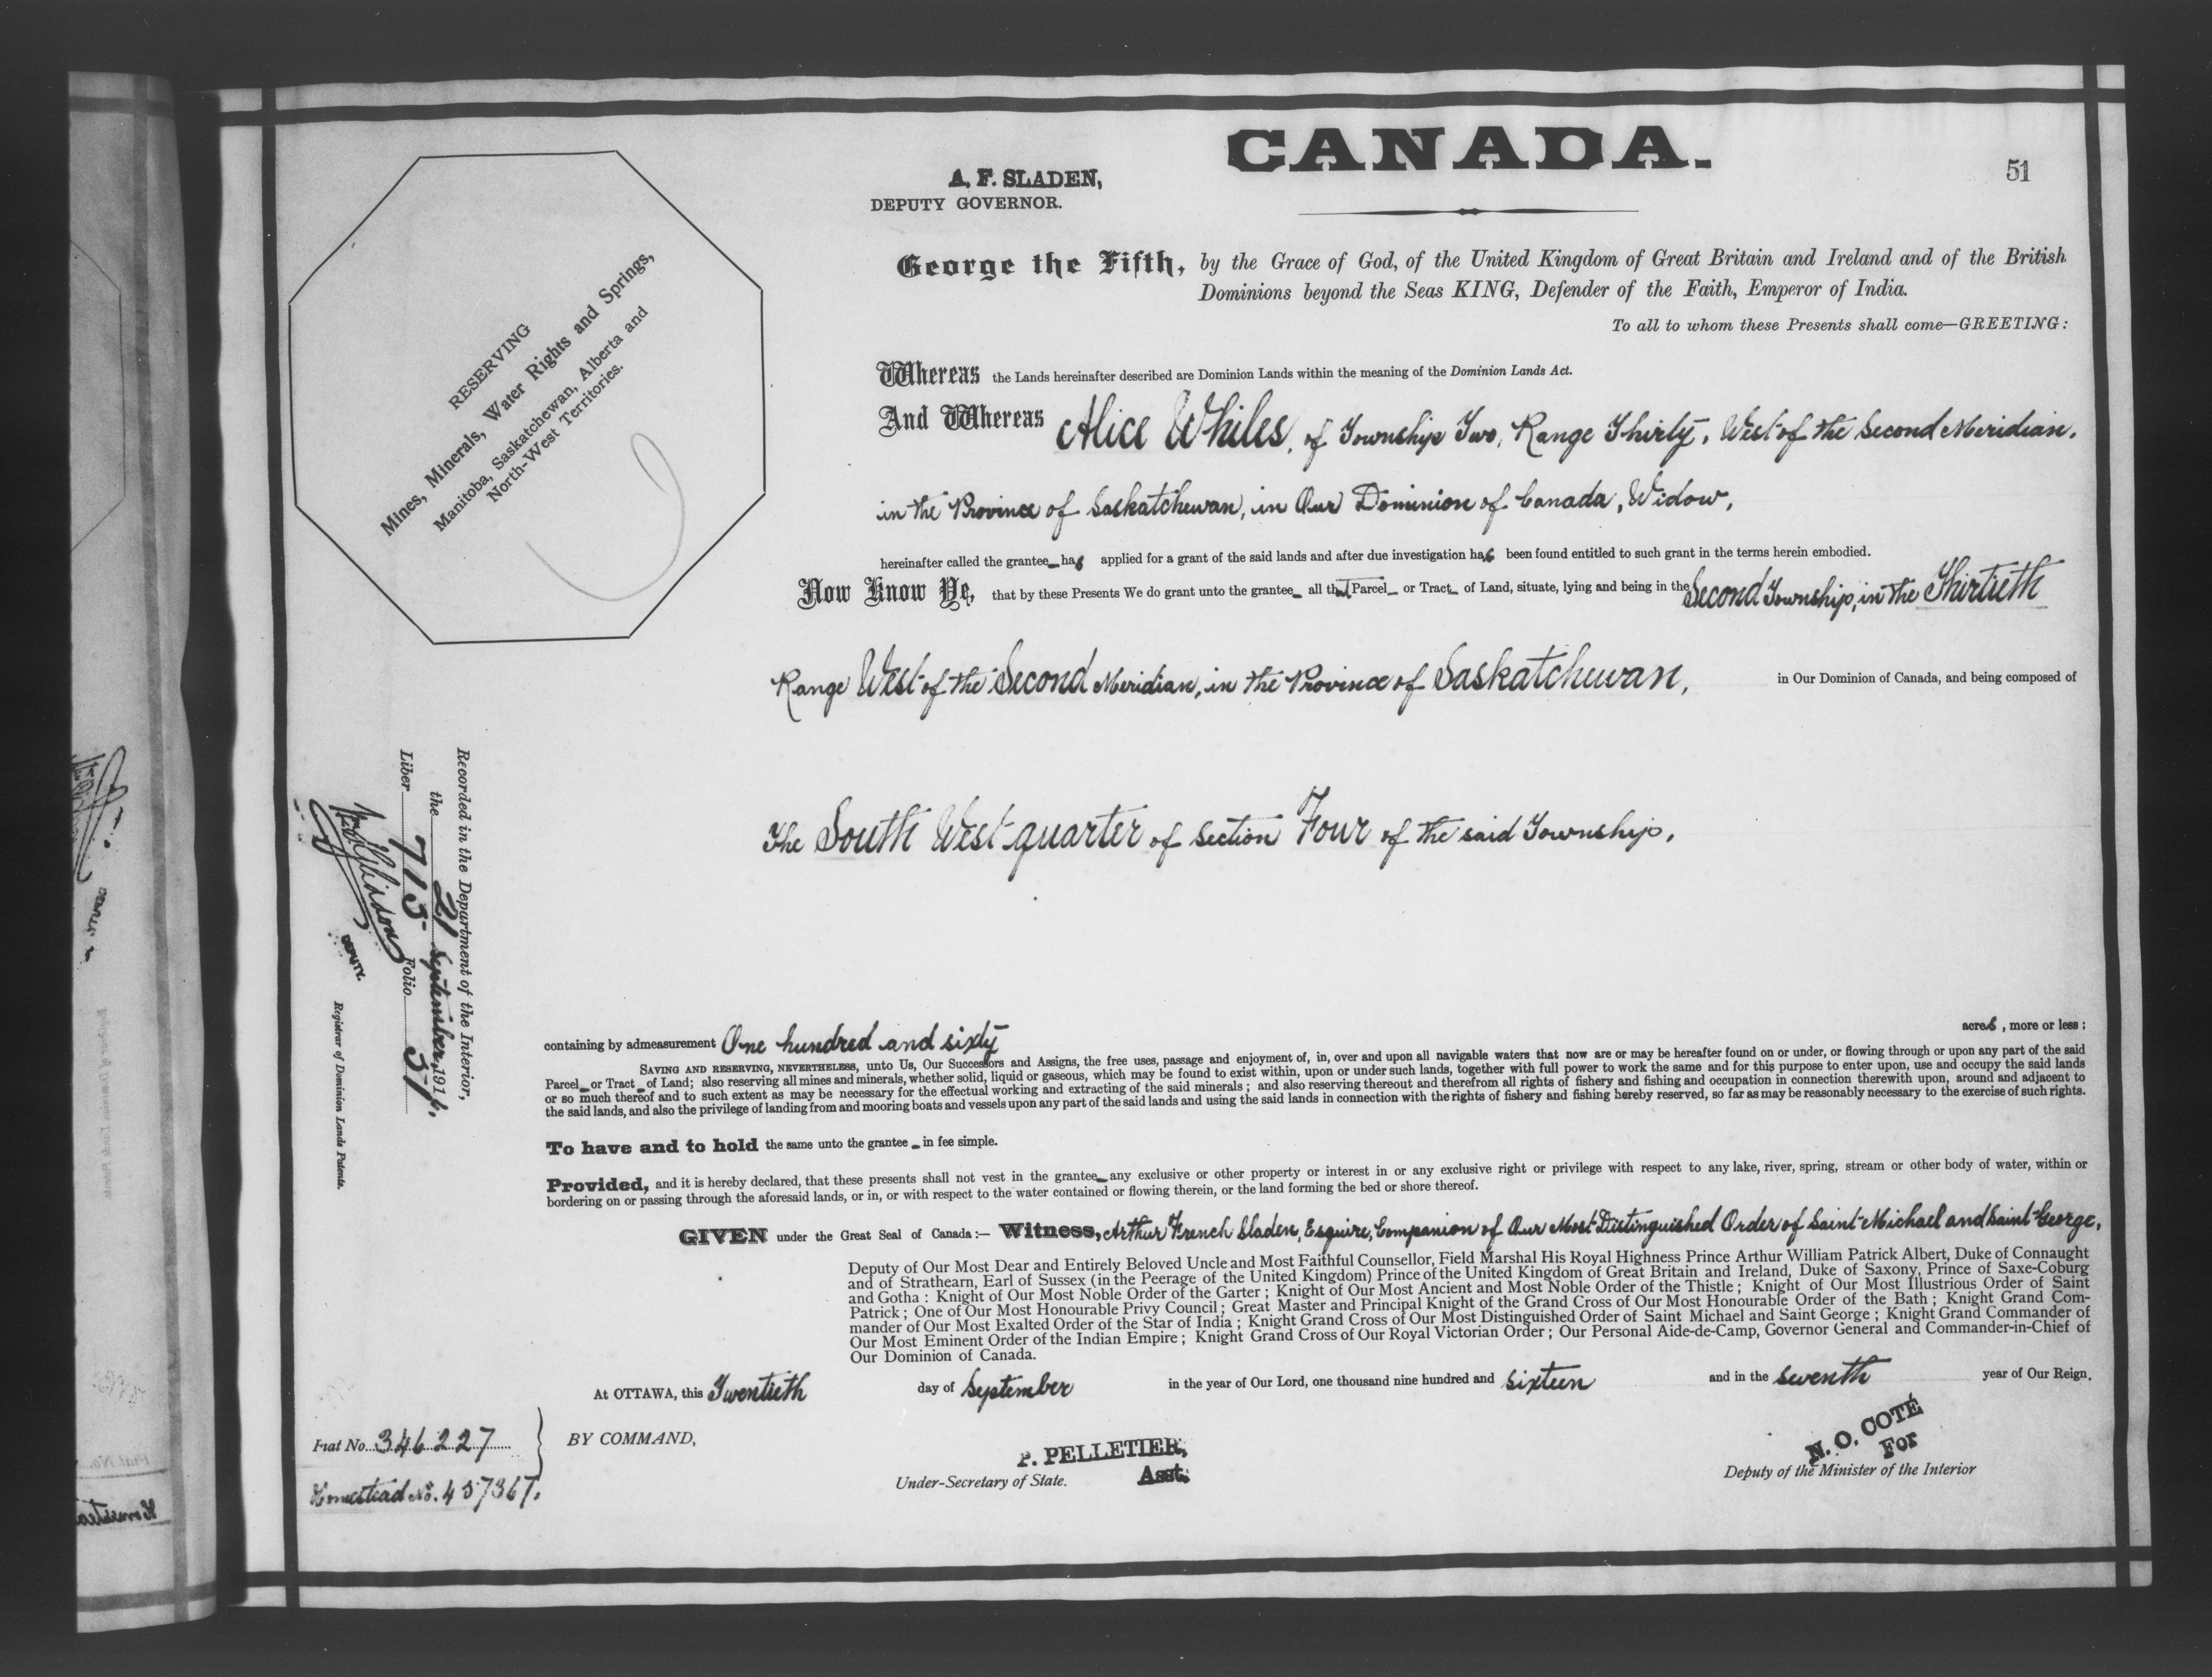 CANADA.
51
A. F. SLADEN,
DEPUTY GOVERNOR.
RESERVING
Mines, Minerals, Water Rights and Springs,
Manitoba, Saskatchewan, Alberta and
North-West Territories.
George the Fifth, by the Grace of God, of the United Kingdom of Great Britain and Ireland and of the British
Dominions beyond the Seas KING, Defender of the Faith, Emperor of India.
To all to whom these Presents shall come—GREETING:
Whereas the Lands hereinafter described are Dominion Lands within the meaning of the Dominion Lands Act.
And Whereas Alice Whiles, of Township Two, Range Thirty, West of the Second Meridian,
in the Province of Saskatchewan, in Our Dominion of Canada, Widow,
hereinafter called the grantee_ has applied for a grant of the said lands and after due investigation has been found entitled to such grant in the terms herein embodied.
Now Know Ye, that by these Presents We do grant unto the grantee_ all that Parcel_ or Tract_ of Land, situate, lying and being in the Second Township, in the Thirtieth
Range West of the Second Meridian, in the Province of Saskatchewan, in Our Dominion of Canada, and being composed of
The South West quarter of Section Four of the said Township,
Recorded in the Department of the Interior,
the 21 September, 1916,
Liber 715 Folio 51
DEPUTY.
Registrar of Dominion Lands Patents.
containing by admeasurement One hundred and sixty acres, more or less;
SAVING AND RESERVING, NEVERTHELESS, unto Us, Our Successors and Assigns, the free uses, passage and enjoyment of, in, over and upon all navigable waters that now are or may be hereafter found on or under, or flowing through or upon any part of the said
Parcel_ or Tract_ of Land; also reserving all mines and minerals, whether solid, liquid or gaseous, which may be found to exist within, upon or under such lands, together with full power to work the same and for this purpose to enter upon, use and occupy the said lands
or so much thereof and to such extent as may be necessary for the effectual working and extracting of the said minerals; and also reserving thereout and therefrom all rights of fishery and fishing and occupation in connection therewith upon, around and adjacent to
the said lands, and also the privilege of landing from and mooring boats and vessels upon any part of the said lands and using the said lands in connection with the rights of fishery and fishing hereby reserved, so far as may be reasonably necessary to the exercise of such rights.
To have and to hold the same unto the grantee_ in fee simple.
Provided, and it is hereby declared, that these presents shall not vest in the grantee_ any exclusive or other property or interest in or any exclusive right or privilege with respect to any lake, river, spring, stream or other body of water, within or
bordering on or passing through the aforesaid lands, or in, or with respect to the water contained or flowing therein, or the land forming the bed or shore thereof.
GIVEN under the Great Seal of Canada:— Witness, Arthur French Sladen, Esquire, Companion of Our Most Distinguished Order of Saint Michael and Saint George,
Deputy of Our Most Dear and Entirely Beloved Uncle and Most Faithful Counsellor, Field Marshal His Royal Highness Prince Arthur William Patrick Albert, Duke of Connaught
and of Strathearn, Earl of Sussex (in the Peerage of the United Kingdom) Prince of the United Kingdom of Great Britain and Ireland, Duke of Saxony, Prince of Saxe-Coburg
and Gotha: Knight of Our Most Noble Order of the Garter; Knight of Our Most Ancient and Most Noble Order of the Thistle; Knight of Our Most Illustrious Order of Saint
Patrick; One of Our Most Honourable Privy Council; Great Master and Principal Knight of the Grand Cross of Our Most Honourable Order of the Bath; Knight Grand Com-
mander of Our Most Exalted Order of the Star of India; Knight Grand Cross of Our Most Distinguished Order of Saint Michael and Saint George; Knight Grand Commander of
Our Most Eminent Order of the Indian Empire; Knight Grand Cross of Our Royal Victorian Order; Our Personal Aide-de-Camp, Governor General and Commander-in-Chief of
Our Dominion of Canada.
At OTTAWA, this Twentieth day of September in the year of Our Lord, one thousand nine hundred and sixteen and in the seventh year of Our Reign.
Fiat No. 346227
Homestead No. 457367.
BY COMMAND,
P. PELLETIER,
Under-Secretary of State. Asst.
N. O. COTÉ
For
Deputy of the Minister of the Interior